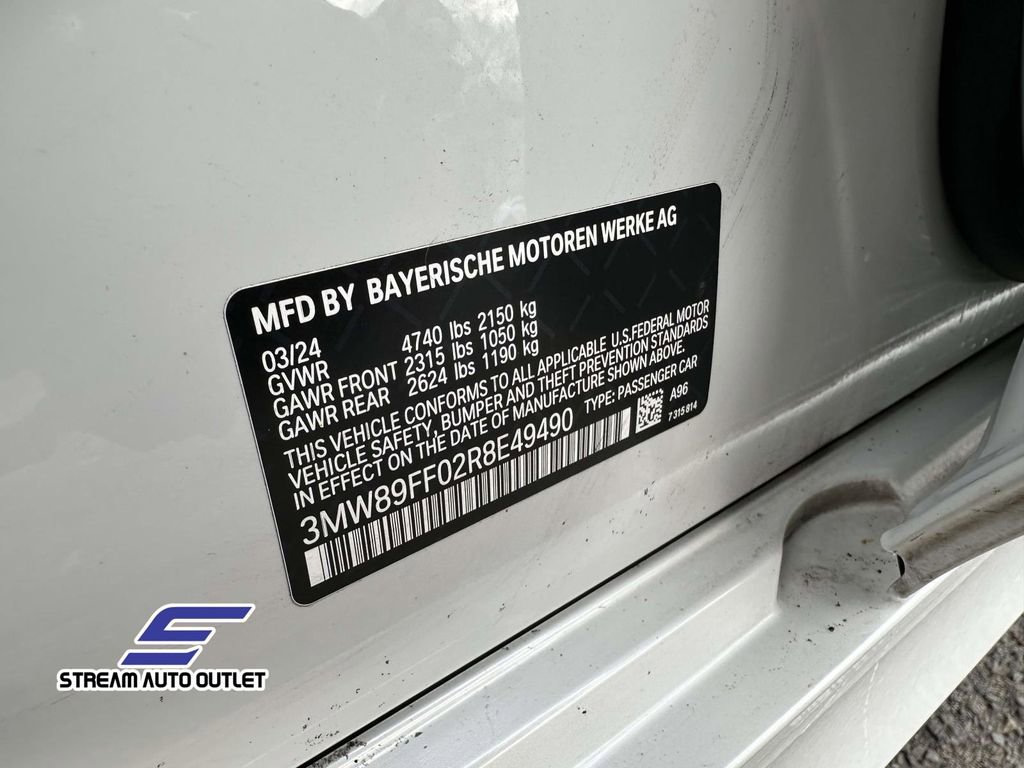 MFD BY BAYERISCHE MOTOREN WERKE AG
03/24
GVWR 4740 lbs 2150 kg
GAWR FRONT 2315 lbs 1050 kg
GAWR REAR 2624 lbs 1190 kg
THIS VEHICLE CONFORMS TO ALL APPLICABLE U.S.FEDERAL MOTOR
VEHICLE SAFETY, BUMPER AND THEFT PREVENTION STANDARDS
IN EFFECT ON THE DATE OF MANUFACTURE SHOWN ABOVE.
3MW89FF02R8E49490 TYPE: PASSENGER CAR
A96
7 315 814
STREAM AUTO OUTLET